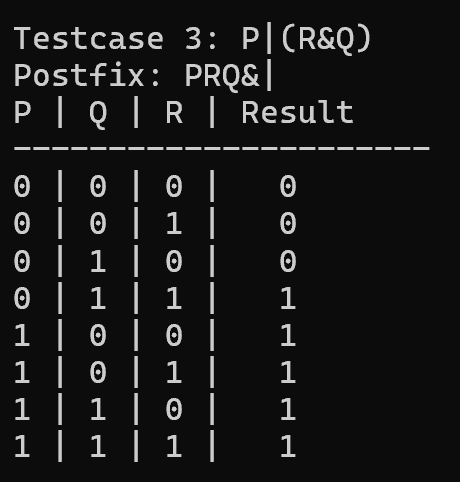 Testcase 3: P|(R&Q)
Postfix: PRQ&|
P | Q | R | Result
----------------------
0 | 0 | 0 |   0
0 | 0 | 1 |   0
0 | 1 | 0 |   0
0 | 1 | 1 |   1
1 | 0 | 0 |   1
1 | 0 | 1 |   1
1 | 1 | 0 |   1
1 | 1 | 1 |   1